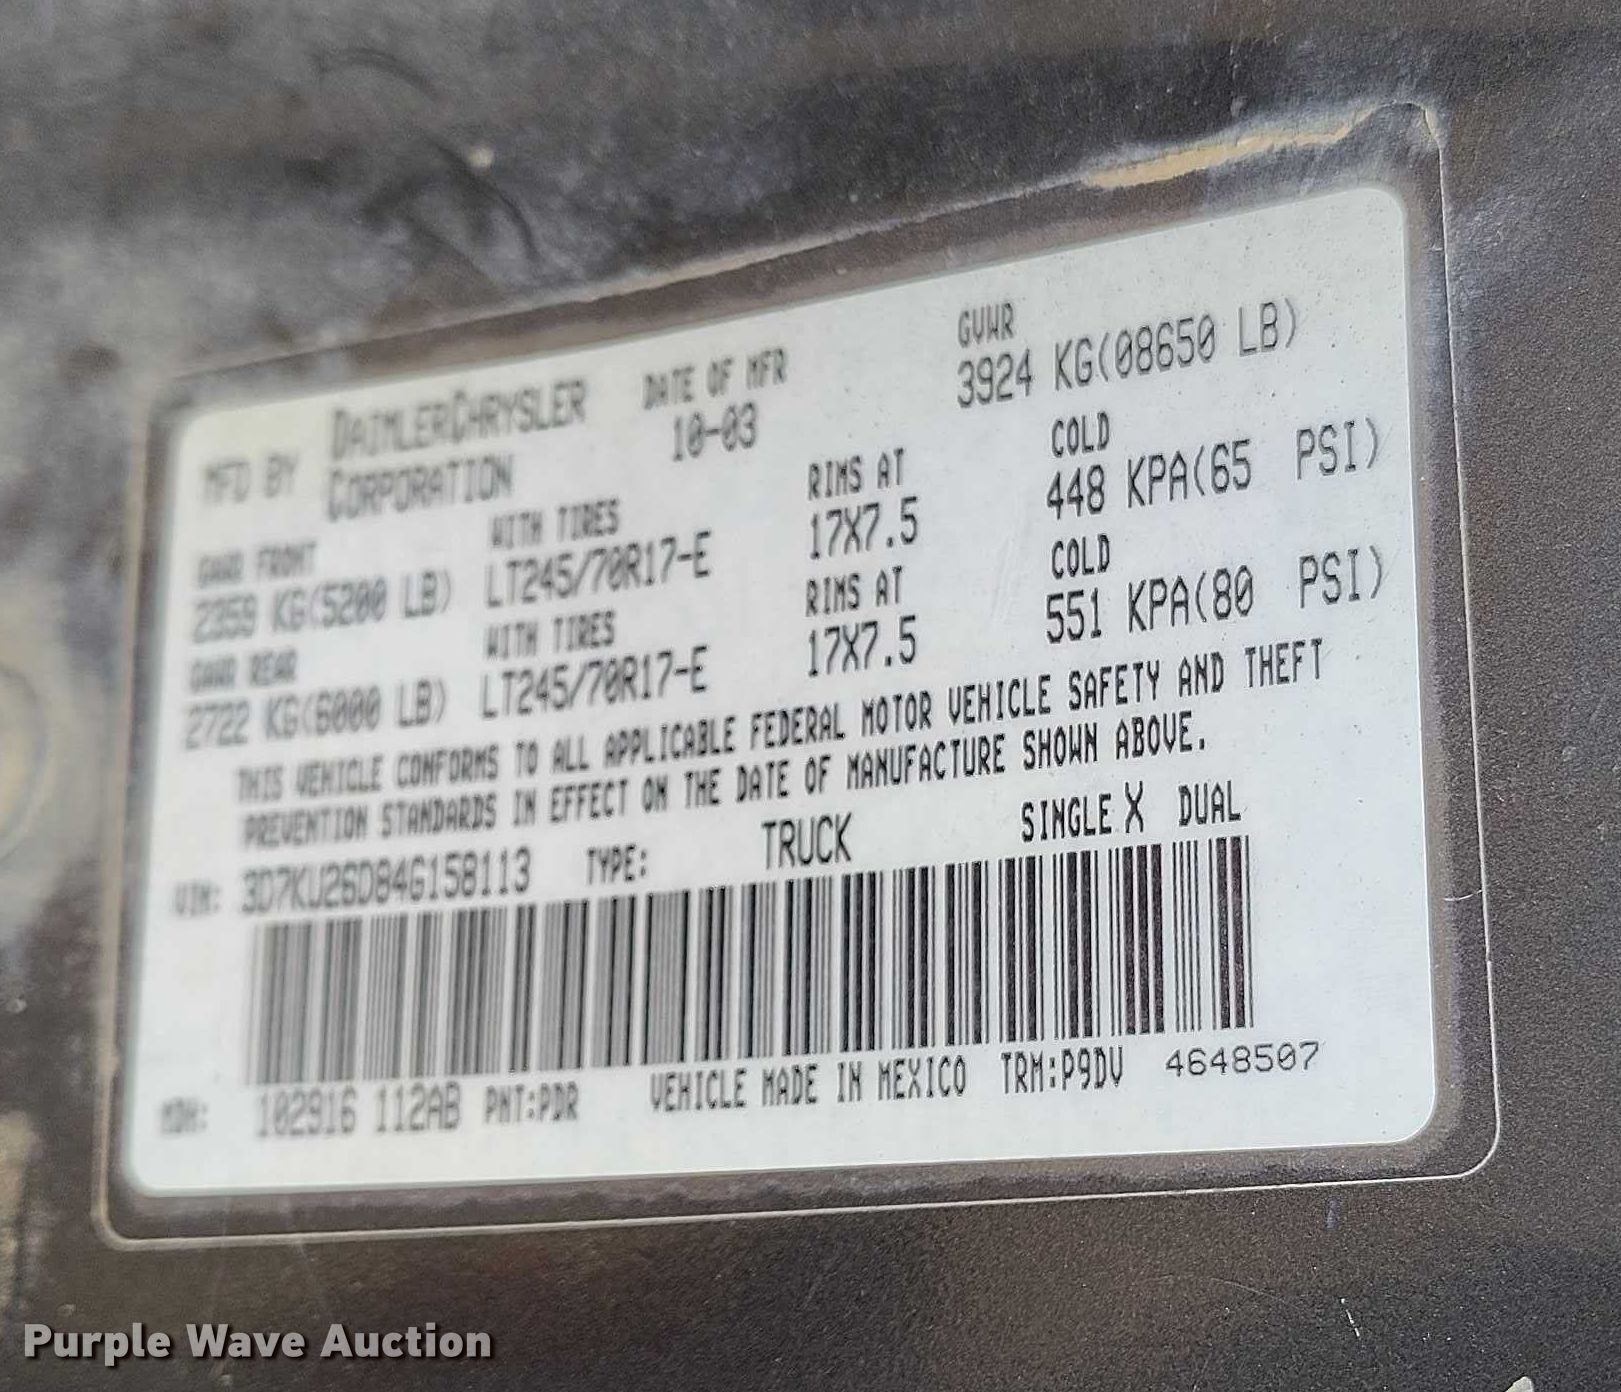 MFD BY DAIMLERCHRYSLER CORPORATION DATE OF MFR 10-03 GVWR 3924 KG(08650 LB)
GAWR FRONT WITH TIRES RIMS AT COLD
2359 KG(5200 LB) LT245/70R17-E 17X7.5 448 KPA(65 PSI)
GAWR REAR WITH TIRES RIMS AT COLD
2722 KG(6000 LB) LT245/70R17-E 17X7.5 551 KPA(80 PSI)
THIS VEHICLE CONFORMS TO ALL APPLICABLE FEDERAL MOTOR VEHICLE SAFETY AND THEFT
PREVENTION STANDARDS IN EFFECT ON THE DATE OF MANUFACTURE SHOWN ABOVE.
VIN: 3D7KU26D84G158113 TYPE: TRUCK SINGLE X DUAL
MDH: 102916 112AB PNT:PDR VEHICLE MADE IN MEXICO TRM:P9DV 4648507
Purple Wave Auction